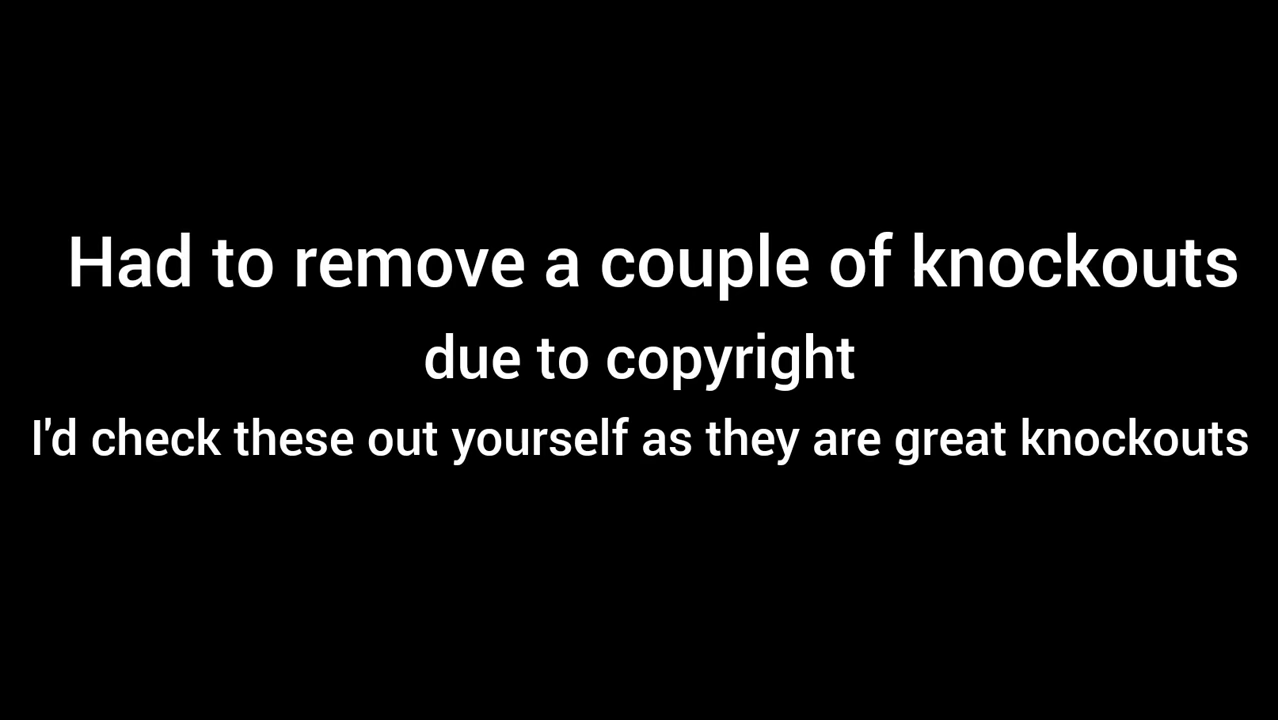 Had to remove a couple of knockouts
due to copyright
I'd check these out yourself as they are great knockouts